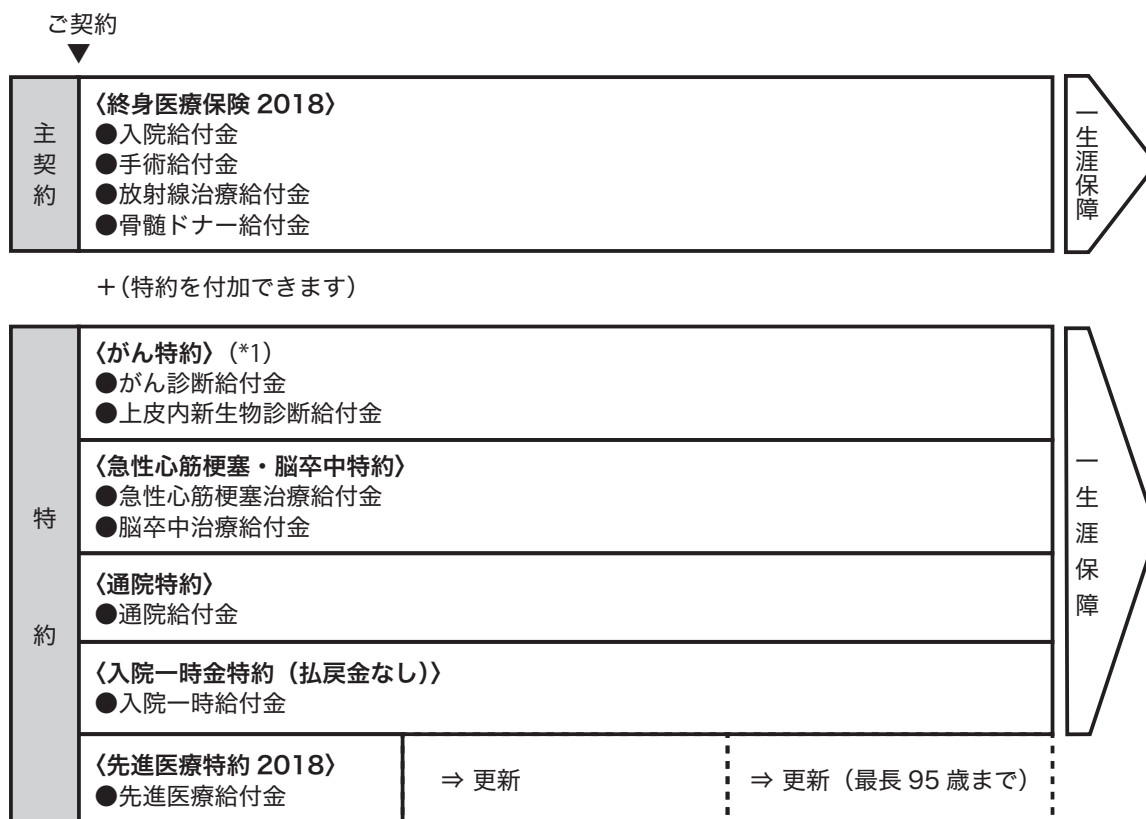 ご契約
▼
主契約
〈終身医療保険 2018〉
●入院給付金
●手術給付金
●放射線治療給付金
●骨髄ドナー給付金
一生涯保障
+(特約を付加できます)
特約
〈がん特約〉(*1)
●がん診断給付金
●上皮内新生物診断給付金
〈急性心筋梗塞・脳卒中特約〉
●急性心筋梗塞治療給付金
●脳卒中治療給付金
〈通院特約〉
●通院給付金
〈入院一時金特約(払戻金なし)〉
●入院一時給付金
一生涯保障
〈先進医療特約 2018〉
●先進医療給付金
⇒ 更新
⇒ 更新(最長 95 歳まで)